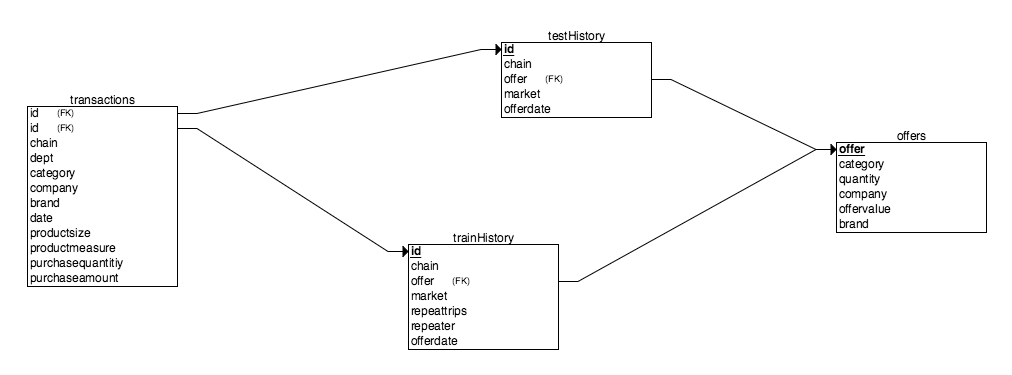 testHistory
id
chain
offer (FK)
market
offerdate
transactions
id (FK)
id (FK)
chain
dept
category
company
brand
date
productsize
productmeasure
purchasequantitiy
purchaseamount
offers
offer
category
quantity
company
offervalue
brand
trainHistory
id
chain
offer (FK)
market
repeattrips
repeater
offerdate